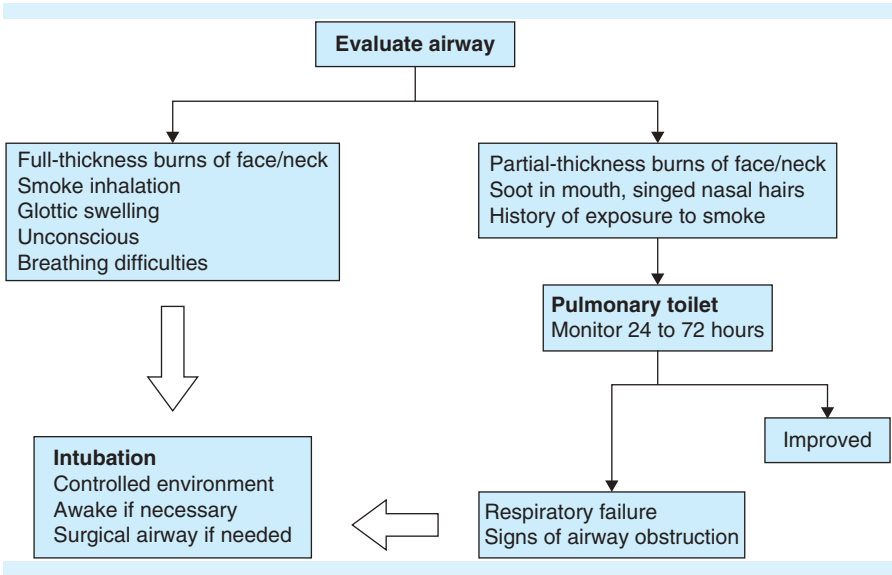 Evaluate airway
Full-thickness burns of face/neck
Smoke inhalation
Glottic swelling
Unconscious
Breathing difficulties
Partial-thickness burns of face/neck
Soot in mouth, singed nasal hairs
History of exposure to smoke
Pulmonary toilet
Monitor 24 to 72 hours
Improved
Intubation
Controlled environment
Awake if necessary
Surgical airway if needed
Respiratory failure
Signs of airway obstruction